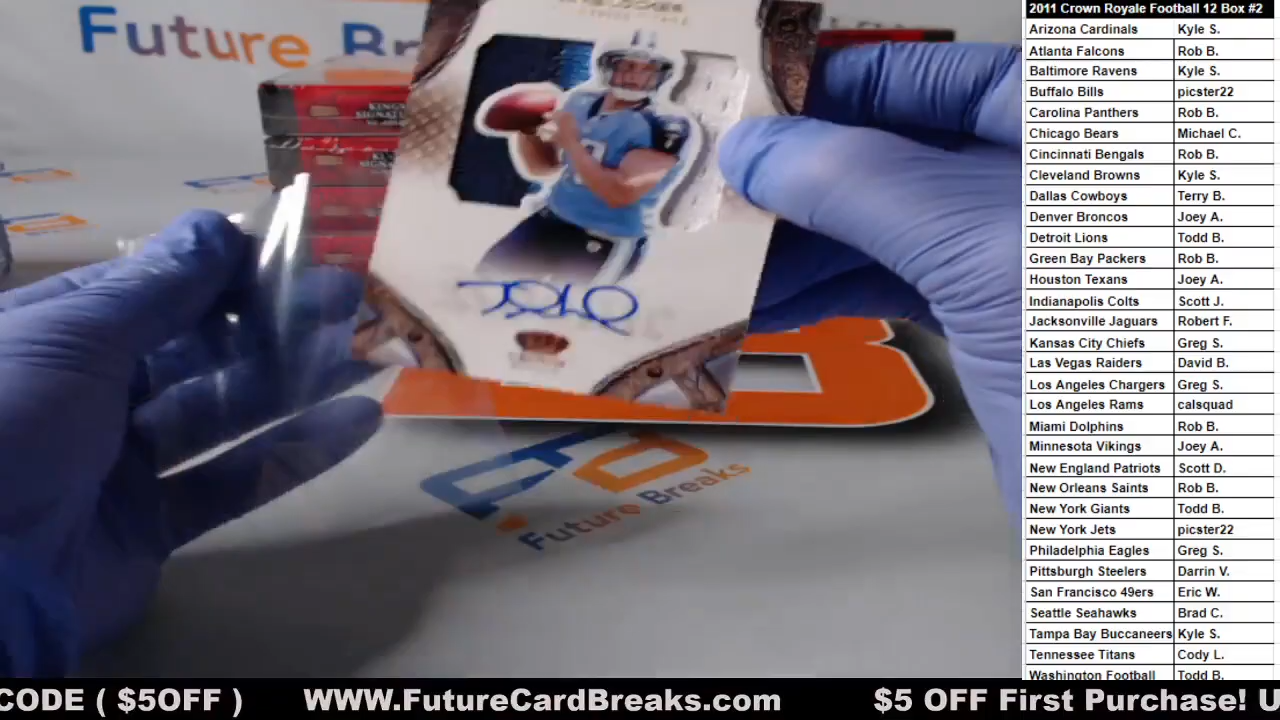 2011 Crown Royale Football 12 Box #2
Arizona Cardinals Kyle S.
Atlanta Falcons Rob B.
Baltimore Ravens Kyle S.
Buffalo Bills picster22
Carolina Panthers Rob B.
Chicago Bears Michael C.
Cincinnati Bengals Rob B.
Cleveland Browns Kyle S.
Dallas Cowboys Terry B.
Denver Broncos Joey A.
Detroit Lions Todd B.
Green Bay Packers Rob B.
Houston Texans Joey A.
Indianapolis Colts Scott J.
Jacksonville Jaguars Robert F.
Kansas City Chiefs Greg S.
Las Vegas Raiders David B.
Los Angeles Chargers Greg S.
Los Angeles Rams calsquad
Miami Dolphins Rob B.
Minnesota Vikings Joey A.
New England Patriots Scott D.
New Orleans Saints Rob B.
New York Giants Todd B.
New York Jets picster22
Philadelphia Eagles Greg S.
Pittsburgh Steelers Darrin V.
San Francisco 49ers Eric W.
Seattle Seahawks Brad C.
Tampa Bay Buccaneers Kyle S.
Tennessee Titans Cody L.
Washington Football Todd B.
Future Bre
Future Breaks
CODE ( $5OFF ) WWW.FutureCardBreaks.com $5 OFF First Purchase! U